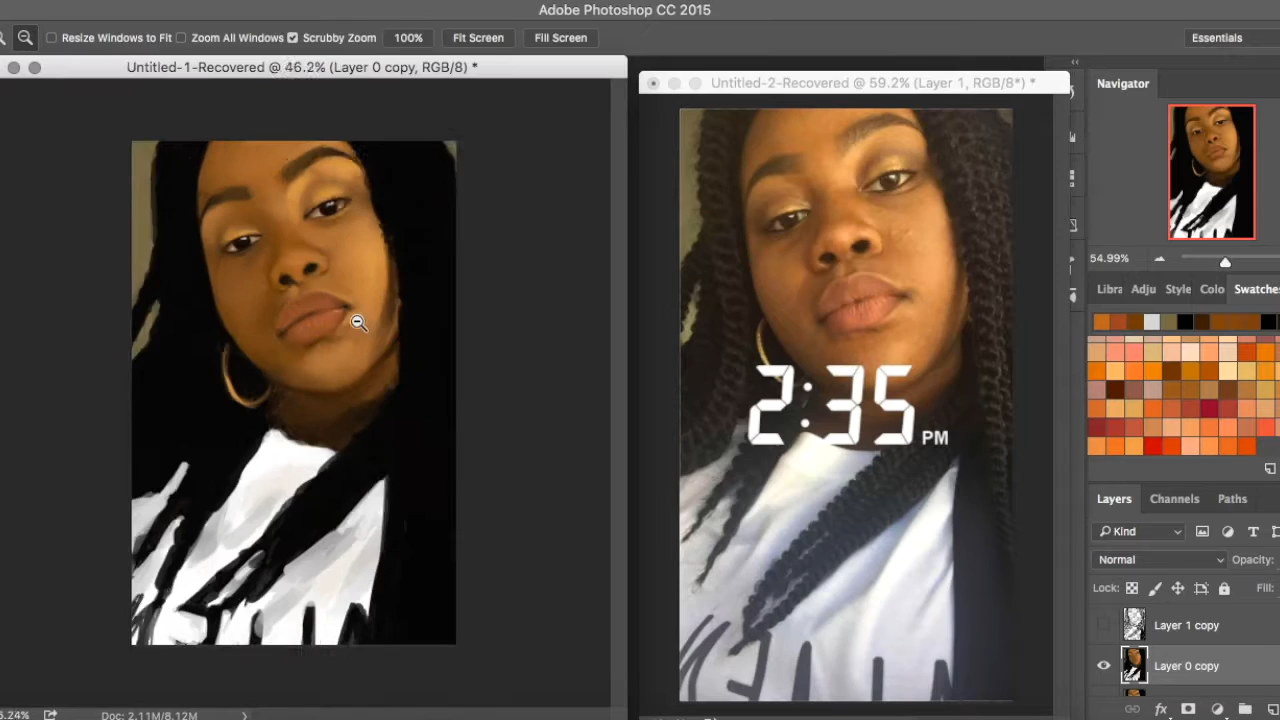 Adobe Photoshop CC 2015
Resize Windows to Fit Zoom All Windows Scrubby Zoom 100% Fit Screen Fill Screen Essentials
Untitled-1-Recovered @ 46.2% (Layer 0 copy, RGB/8) *
Untitled-2-Recovered @ 59.2% (Layer 1, RGB/8*) *
Navigator
2:35 PM
54.99%
Libra Adju Style Colo Swatches
Layers Channels Paths
Kind
Normal Opacity:
Lock: Fill:
Layer 1 copy
Layer 0 copy
fx
Doc: 2.11M/8.12M